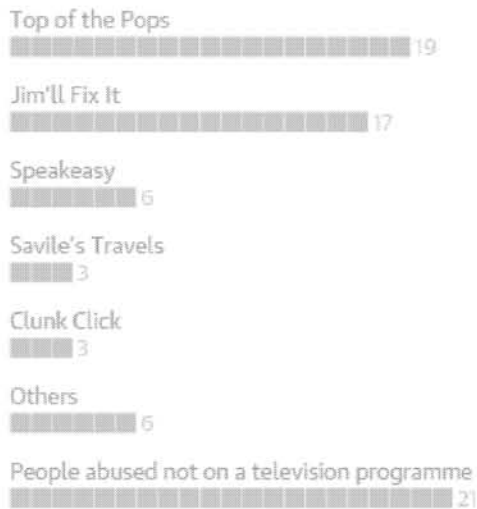 Top of the Pops
19
Jim'll Fix It
17
Speakeasy
6
Savile's Travels
3
Clunk Click
3
Others
6
People abused not on a television programme
21